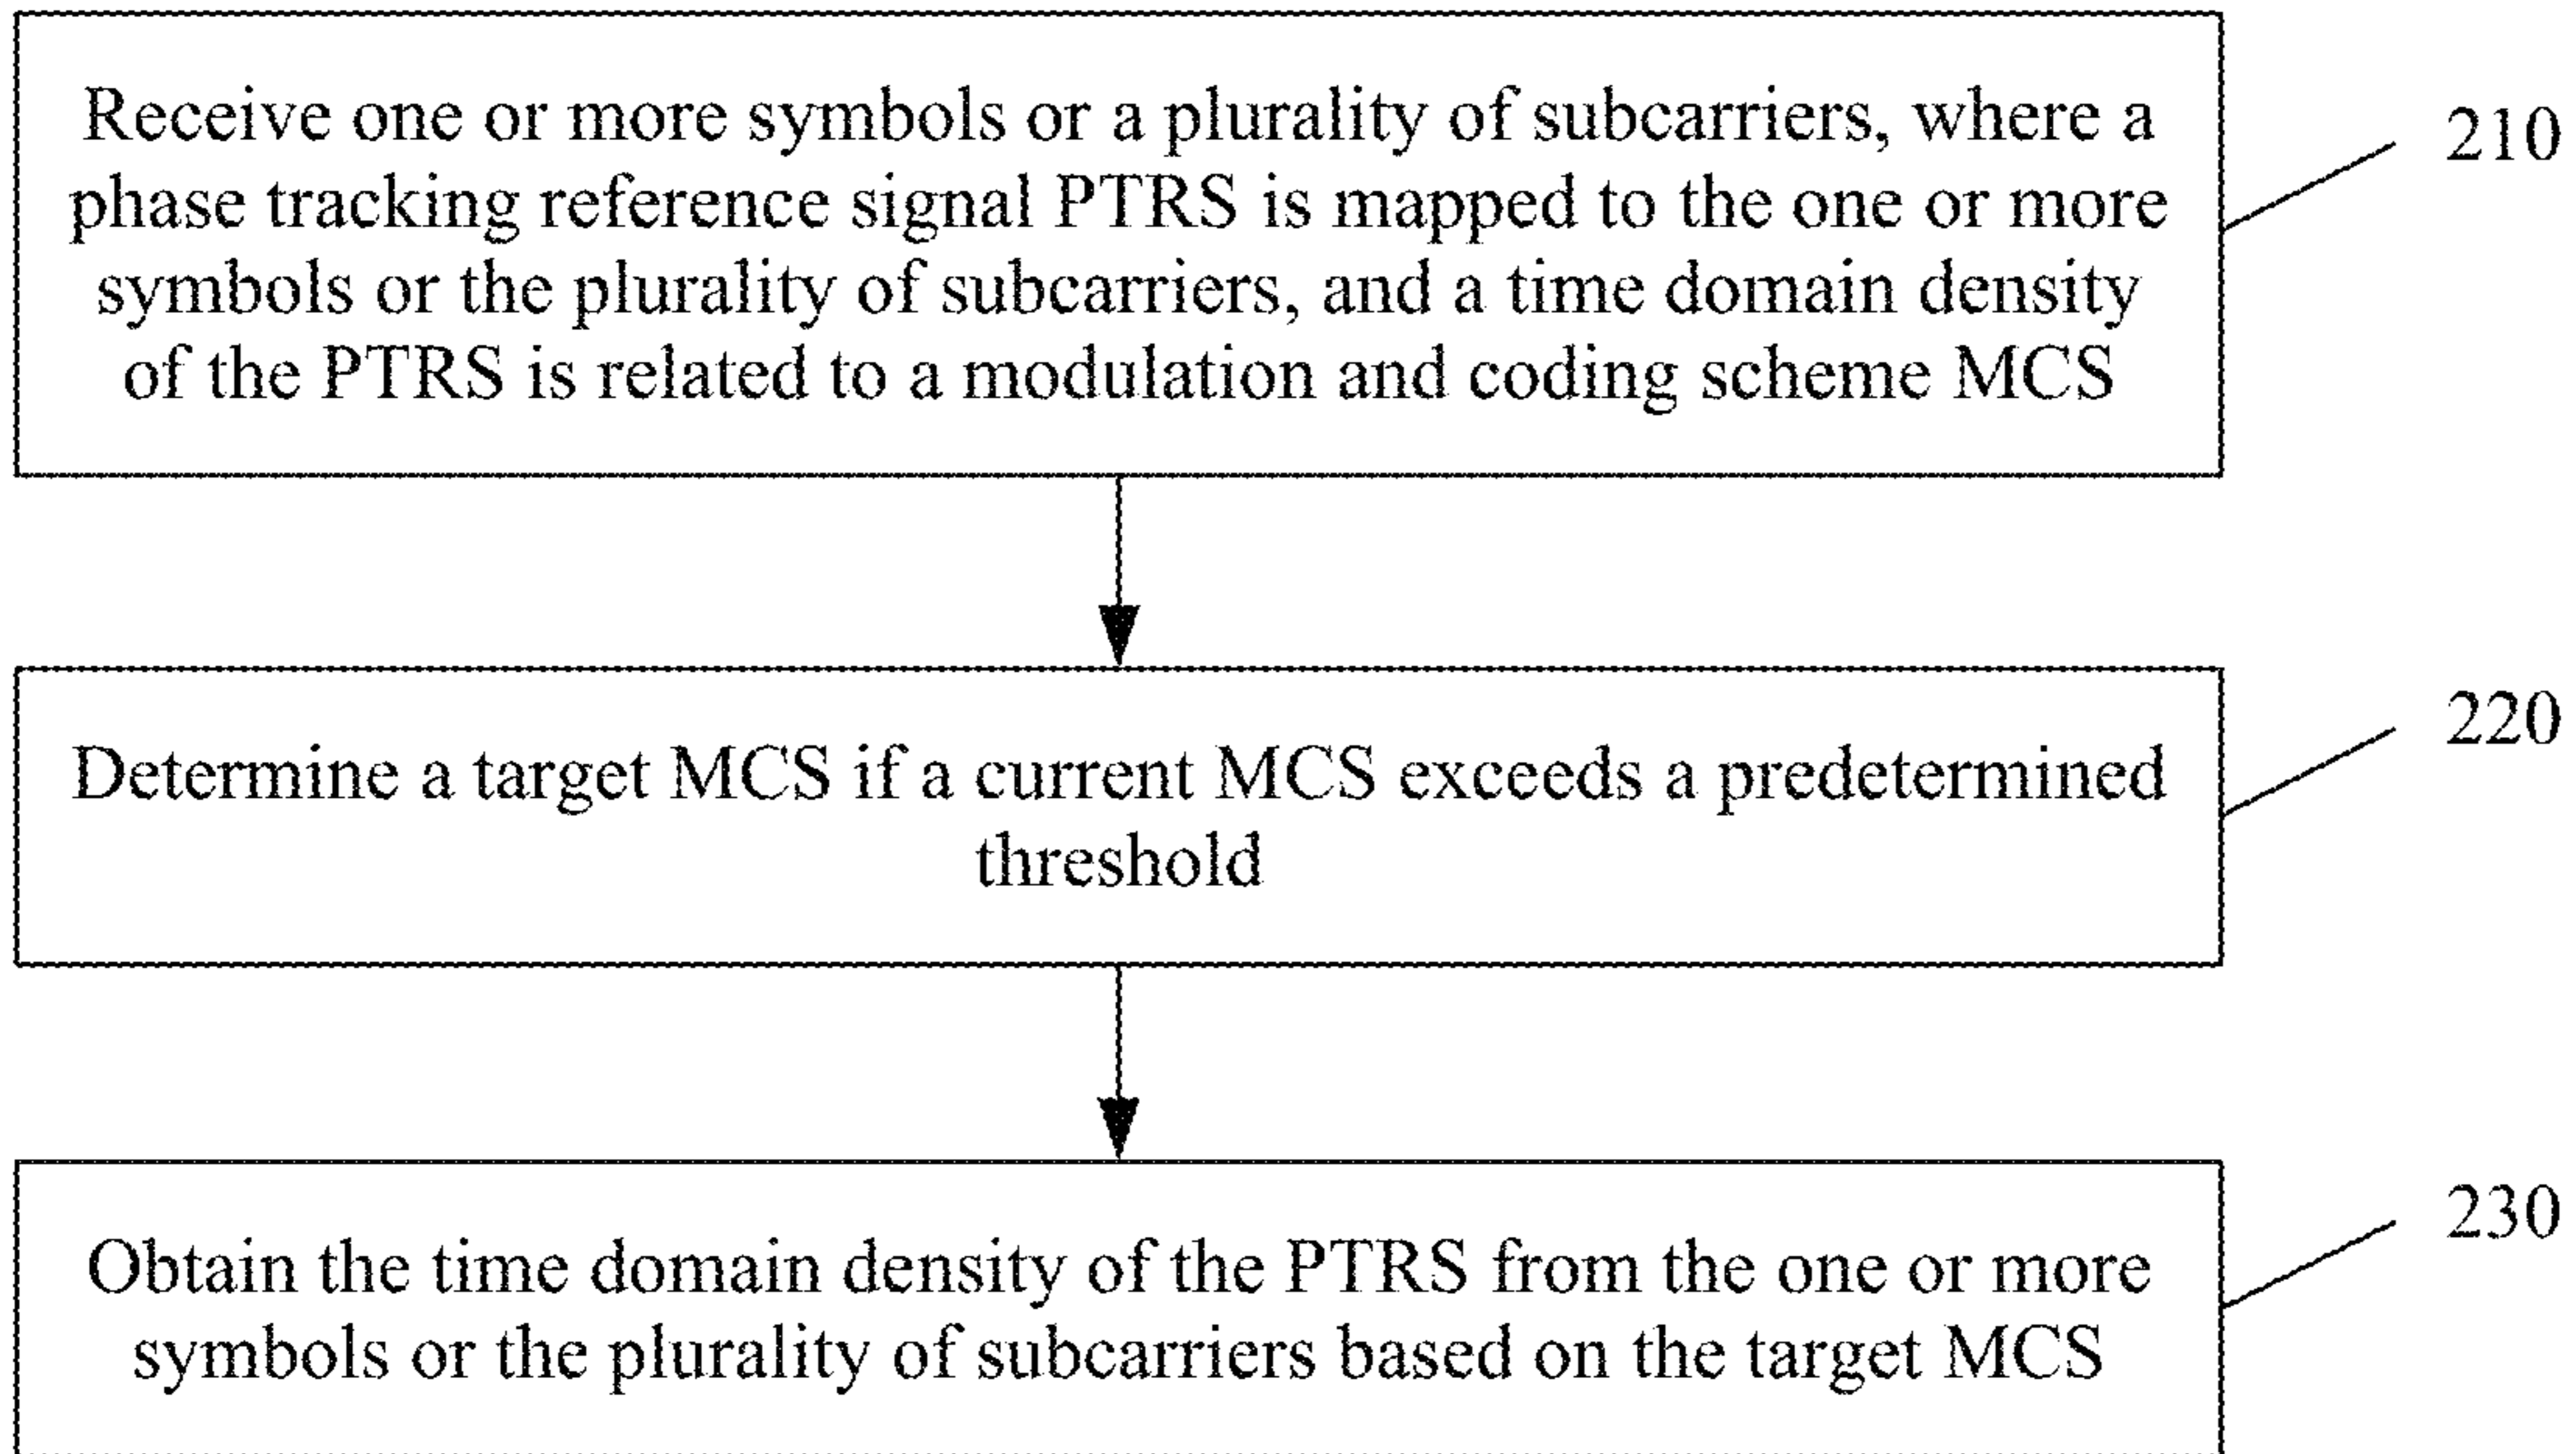 Receive one or more symbols or a plurality of subcarriers, where a
phase tracking reference signal PTRS is mapped to the one or more
symbols or the plurality of subcarriers, and a time domain density
of the PTRS is related to a modulation and coding scheme MCS
210
Determine a target MCS if a current MCS exceeds a predetermined
threshold
220
Obtain the time domain density of the PTRS from the one or more
symbols or the plurality of subcarriers based on the target MCS
230